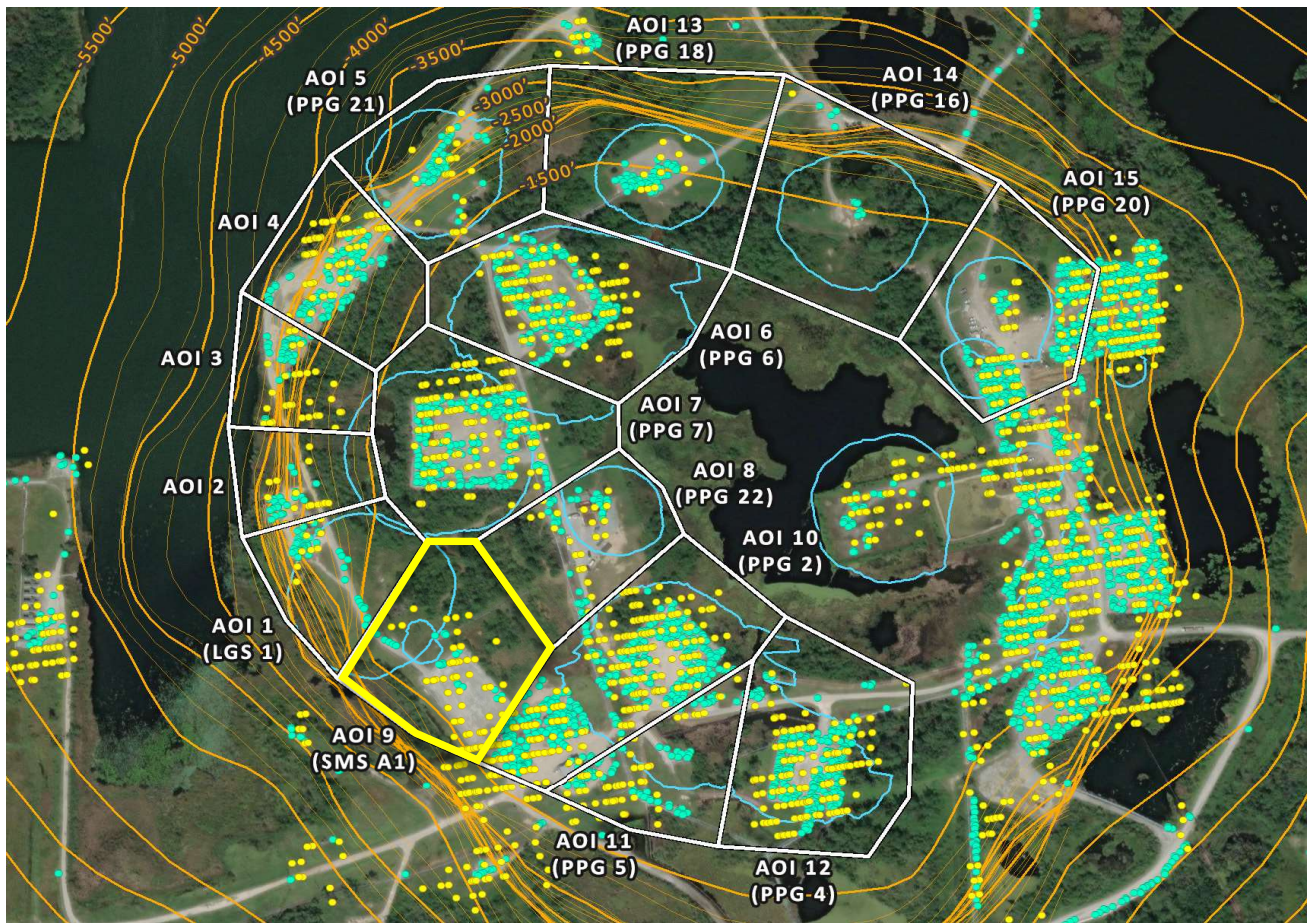 -5500'
-5000'
-4500'
-4000'
-3500'
-3000'
-2500'
-2000'
-1500'
AOI 13
(PPG 18)
AOI 14
(PPG 16)
AOI 5
(PPG 21)
AOI 15
(PPG 20)
AOI 4
AOI 3
AOI 6
(PPG 6)
AOI 7
(PPG 7)
AOI 2
AOI 8
(PPG 22)
AOI 10
(PPG 2)
AOI 1
(LGS 1)
AOI 9
(SMS A1)
AOI 11
(PPG 5)
AOI 12
(PPG 4)